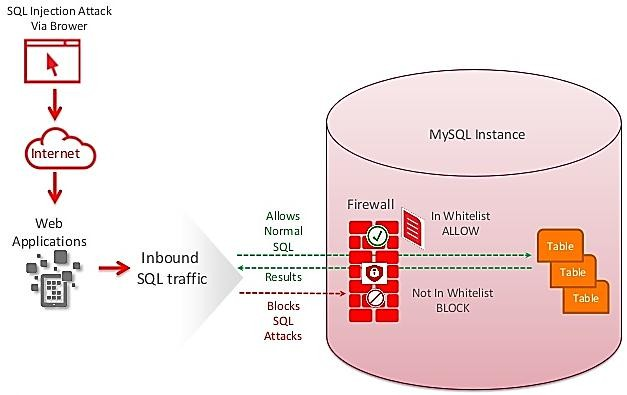 SQL Injection Attack
Via Brower
Internet
Web
Applications
Inbound
SQL traffic
Allows
Normal
SQL
Results
Blocks
SQL
Attacks
MySQL Instance
Firewall
In Whitelist
ALLOW
Not In Whitelist
BLOCK
Table
Table
Table